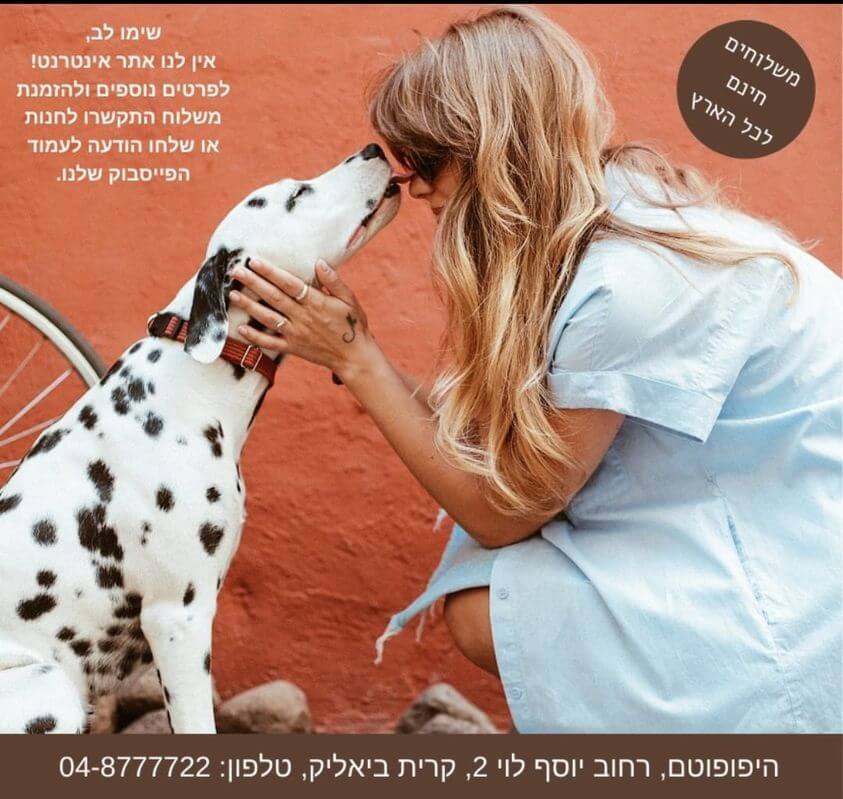 שימו לב,
אין לנו אתר אינטרנט!
לפרטים נוספים ולהזמנת
משלוח התקשרו לחנות
או שלחו הודעה לעמוד
הפייסבוק שלנו.
משלוחים
חינם
לכל הארץ
היפופוטם, רחוב יוסף לוי 2, קרית ביאליק, טלפון: 04-8777722